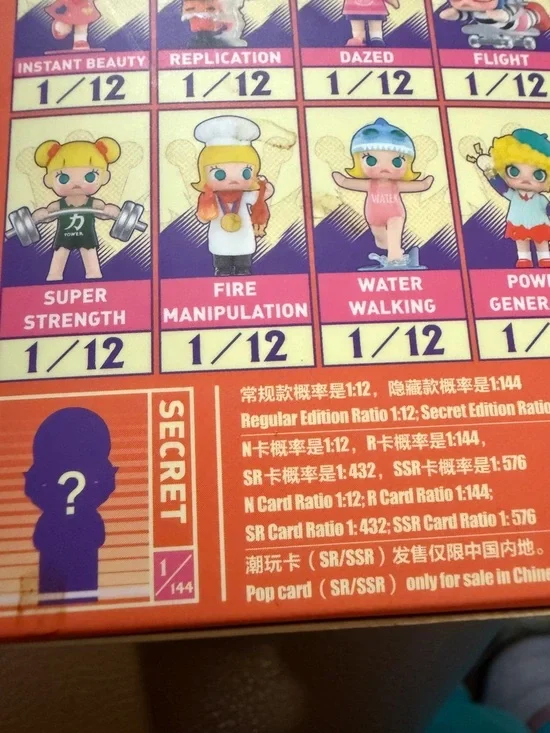 INSTANT BEAUTY
REPLICATION
DAZED
FLIGHT
1/12
1/12
1/12
1/12
力
POWER
WATER
SUPER
STRENGTH
FIRE
MANIPULATION
WATER
WALKING
POW
GENER
1/12
1/12
1/12
1/
?
SECRET
1/144
常规款概率是1:12，隐藏款概率是1:144
Regular Edition Ratio 1:12; Secret Edition Ratio
N卡概率是1:12，R卡概率是1:144，
SR卡概率是1: 432，SSR卡概率是1: 576
N Card Ratio 1:12; R Card Ratio 1:144;
SR Card Ratio 1: 432; SSR Card Ratio 1: 576
潮玩卡（SR/SSR）发售仅限中国内地。
Pop card（SR/SSR）only for sale in Chine